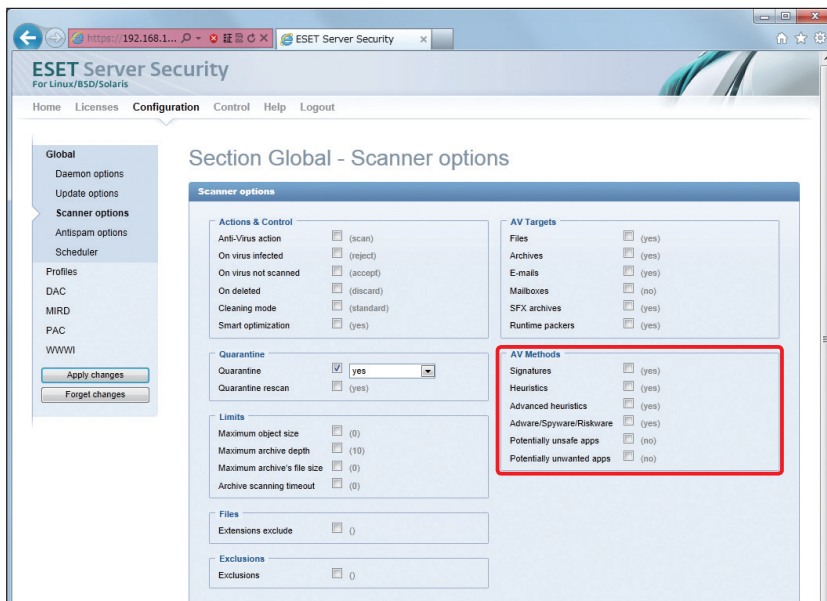 https://192.168.1...
ESET Server Security
ESET Server Security
For Linux/BSD/Solaris
Home Licenses Configuration Control Help Logout
Global
Daemon options
Update options
Scanner options
Antispam options
Scheduler
Profiles
DAC
MIRD
PAC
WWWI
Apply changes
Forget changes
Section Global - Scanner options
Scanner options
Actions & Control
Anti-Virus action (scan)
On virus infected (reject)
On virus not scanned (accept)
On deleted (discard)
Cleaning mode (standard)
Smart optimization (yes)
Quarantine
Quarantine yes
Quarantine rescan (yes)
Limits
Maximum object size (0)
Maximum archive depth (10)
Maximum archive's file size (0)
Archive scanning timeout (0)
Files
Extensions exclude ()
Exclusions
Exclusions ()
AV Targets
Files (yes)
Archives (yes)
E-mails (yes)
Mailboxes (no)
SFX archives (yes)
Runtime packers (yes)
AV Methods
Signatures (yes)
Heuristics (yes)
Advanced heuristics (yes)
Adware/Spyware/Riskware (yes)
Potentially unsafe apps (no)
Potentially unwanted apps (no)